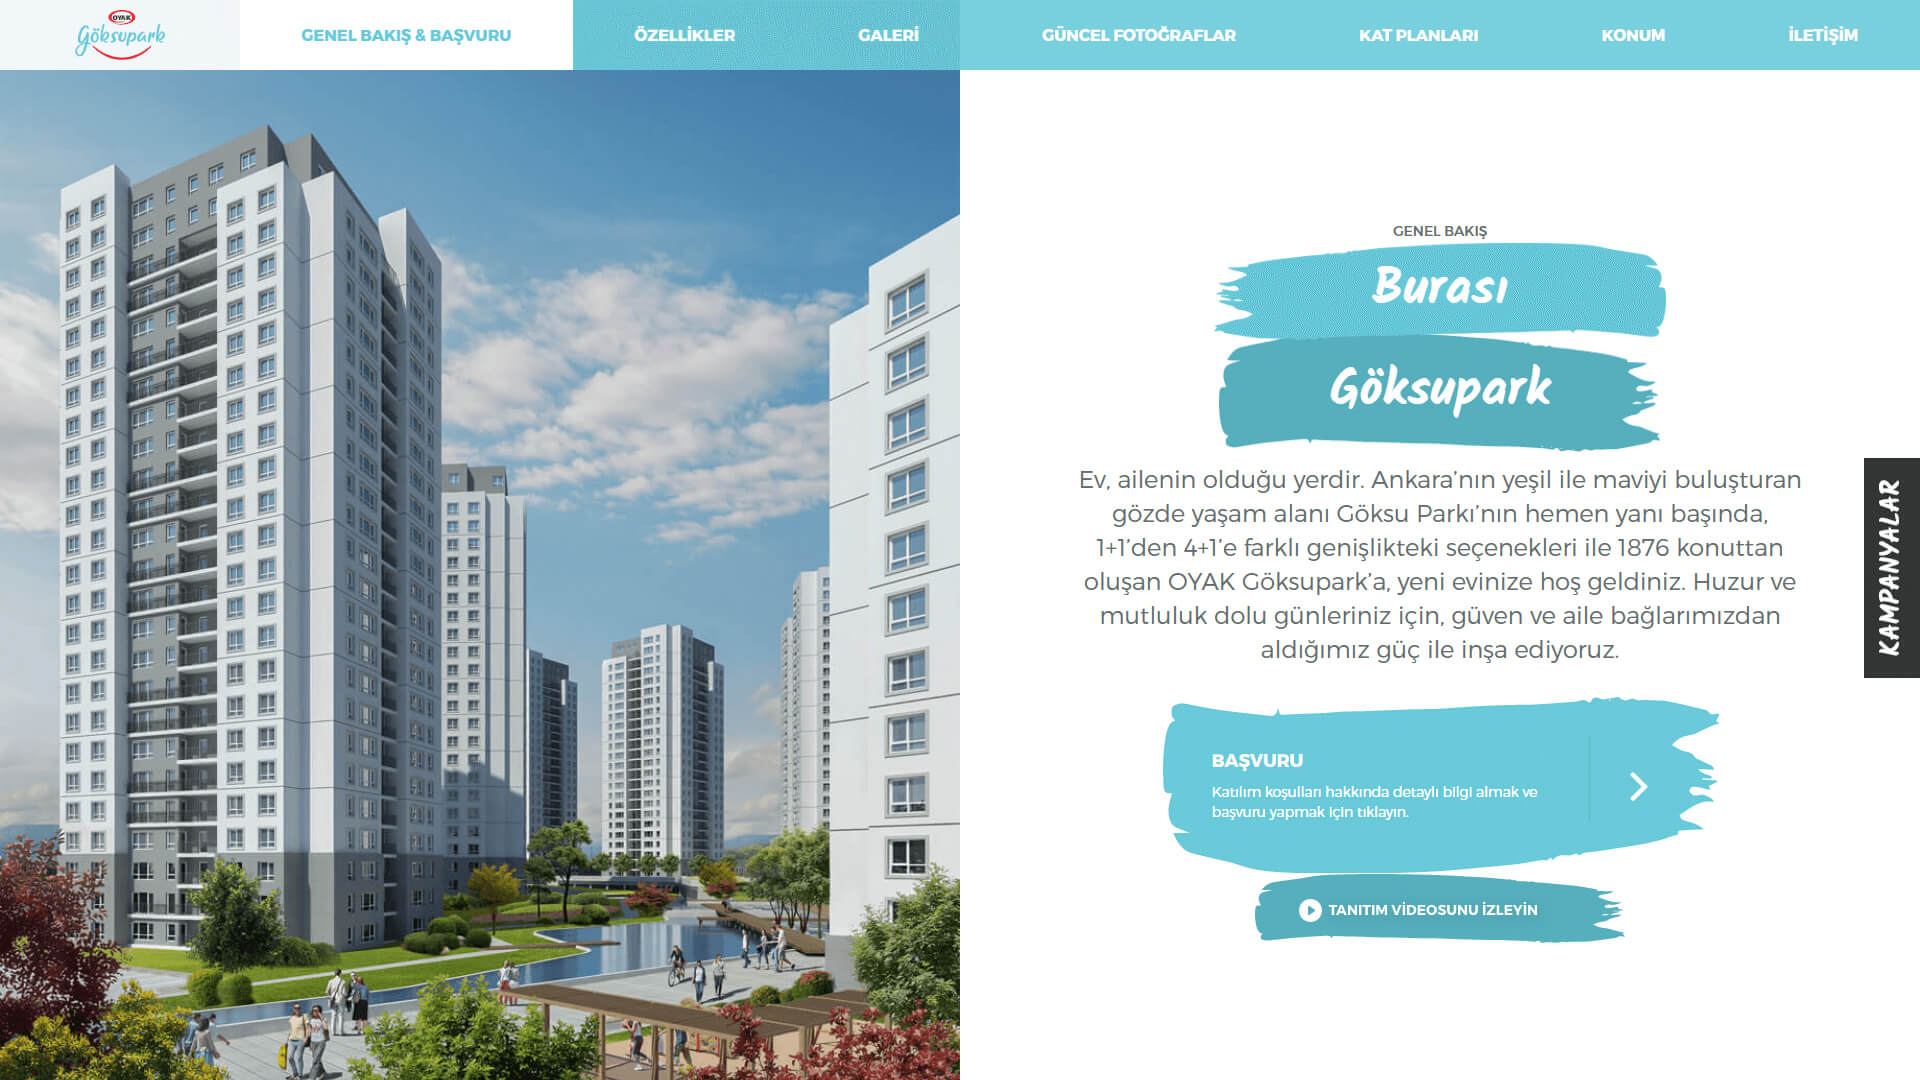 OYAK
Göksupark
GENEL BAKIŞ & BAŞVURU
ÖZELLİKLER
GALERİ
GÜNCEL FOTOĞRAFLAR
KAT PLANLARI
KONUM
İLETİŞİM
GENEL BAKIŞ
Burası
Göksupark
Ev, ailenin olduğu yerdir. Ankara’nın yeşil ile maviyi buluşturan
gözde yaşam alanı Göksu Parkı’nın hemen yanı başında,
1+1’den 4+1’e farklı genişlikteki seçenekleri ile 1876 konuttan
oluşan OYAK Göksupark’a, yeni evinize hoş geldiniz. Huzur ve
mutluluk dolu günleriniz için, güven ve aile bağlarımızdan
aldığımız güç ile inşa ediyoruz.
KAMPANYALAR
BAŞVURU
Katılım koşulları hakkında detaylı bilgi almak ve
başvuru yapmak için tıklayın.
TANITIM VİDEOSUNU İZLEYİN